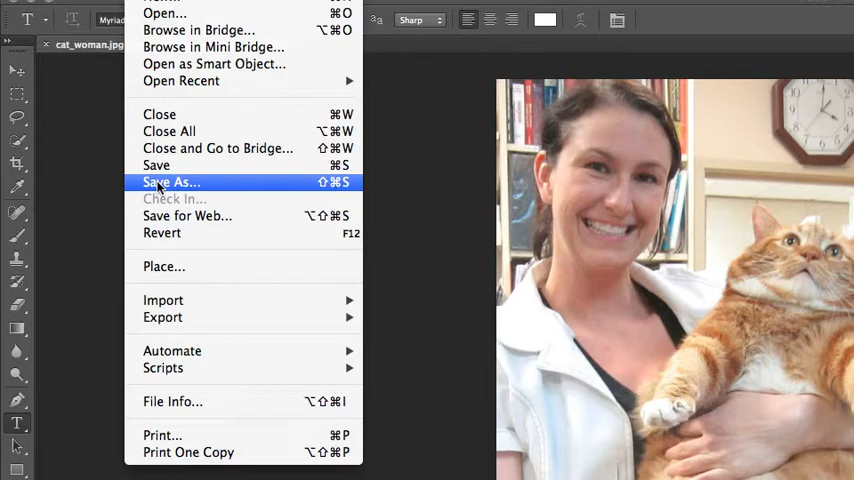 Myriad
aa
Sharp
cat_woman.jpg
Open... ⌘O
Browse in Bridge... ⌥⌘O
Browse in Mini Bridge...
Open as Smart Object...
Open Recent
Close ⌘W
Close All ⌥⌘W
Close and Go to Bridge... ⇧⌘W
Save ⌘S
Save As... ⇧⌘S
Check In...
Save for Web... ⌥⇧⌘S
Revert F12
Place...
Import
Export
Automate
Scripts
File Info... ⌥⇧⌘I
Print... ⌘P
Print One Copy ⌥⇧⌘P